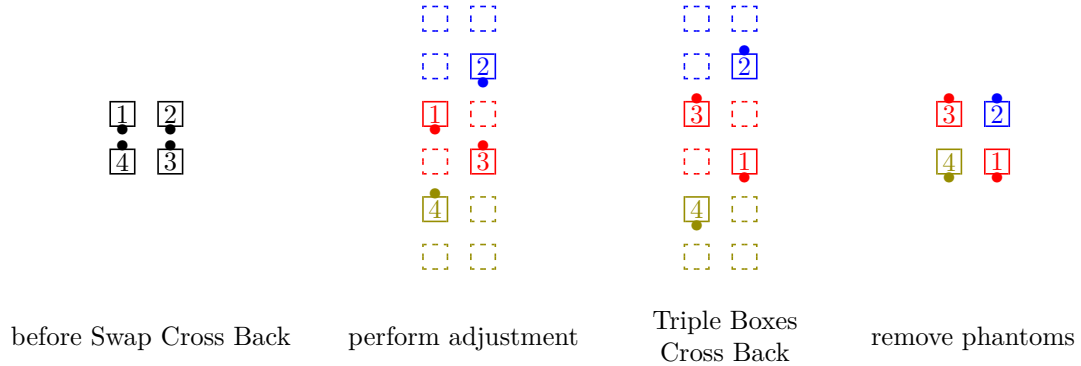 2
2
1 2
1
3
3
2
4 3
3
1
4 1
4
4
before Swap Cross Back
perform adjustment
Triple Boxes
Cross Back
remove phantoms